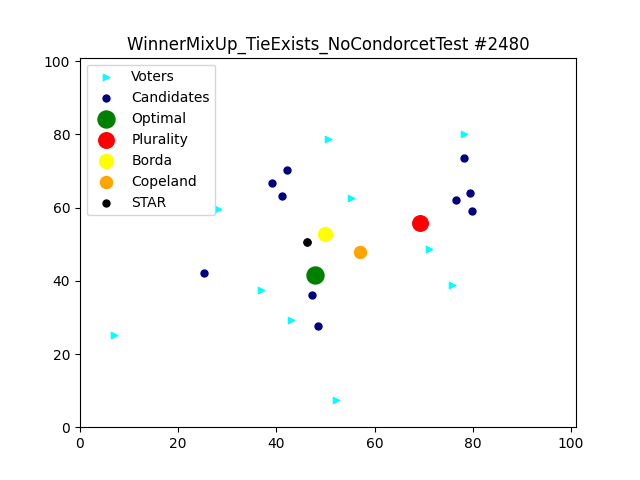 WinnerMixUp_TieExists_NoCondorcetTest #2480
100
80
60
40
20
0
Voters
Candidates
Optimal
Plurality
Borda
Copeland
STAR
0 20 40 60 80 100